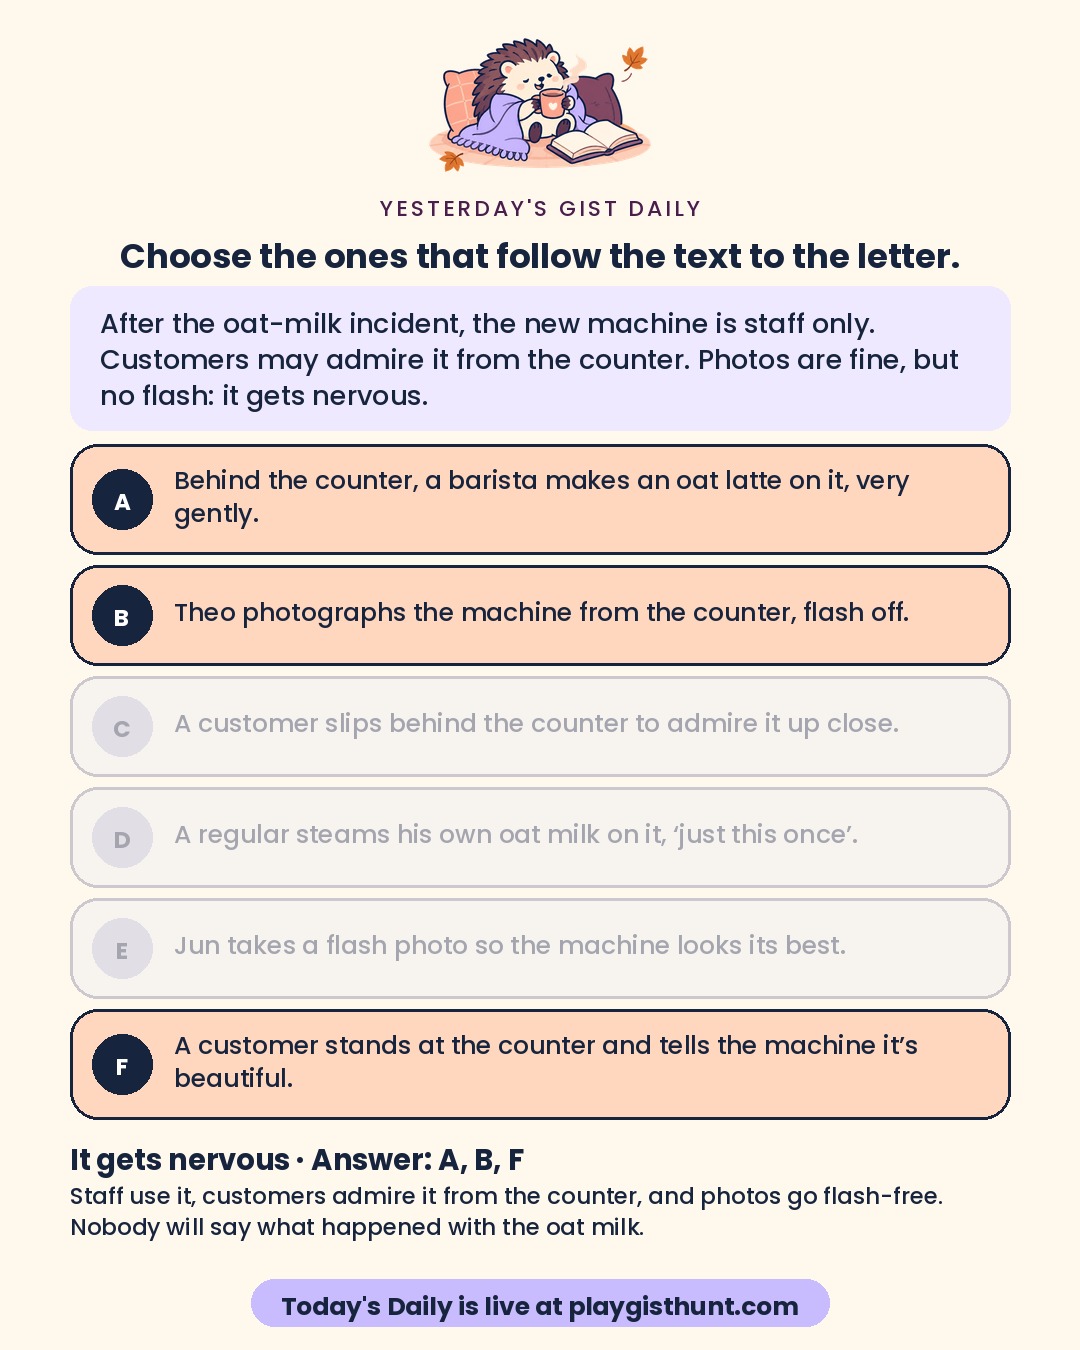 YESTERDAY'S GIST DAILY
Choose the ones that follow the text to the letter.
After the oat-milk incident, the new machine is staff only.
Customers may admire it from the counter. Photos are fine, but
no flash: it gets nervous.
A
Behind the counter, a barista makes an oat latte on it, very
gently.
B
Theo photographs the machine from the counter, flash off.
C
A customer slips behind the counter to admire it up close.
D
A regular steams his own oat milk on it, ‘just this once’.
E
Jun takes a flash photo so the machine looks its best.
F
A customer stands at the counter and tells the machine it’s
beautiful.
It gets nervous · Answer: A, B, F
Staff use it, customers admire it from the counter, and photos go flash-free.
Nobody will say what happened with the oat milk.
Today's Daily is live at playgisthunt.com